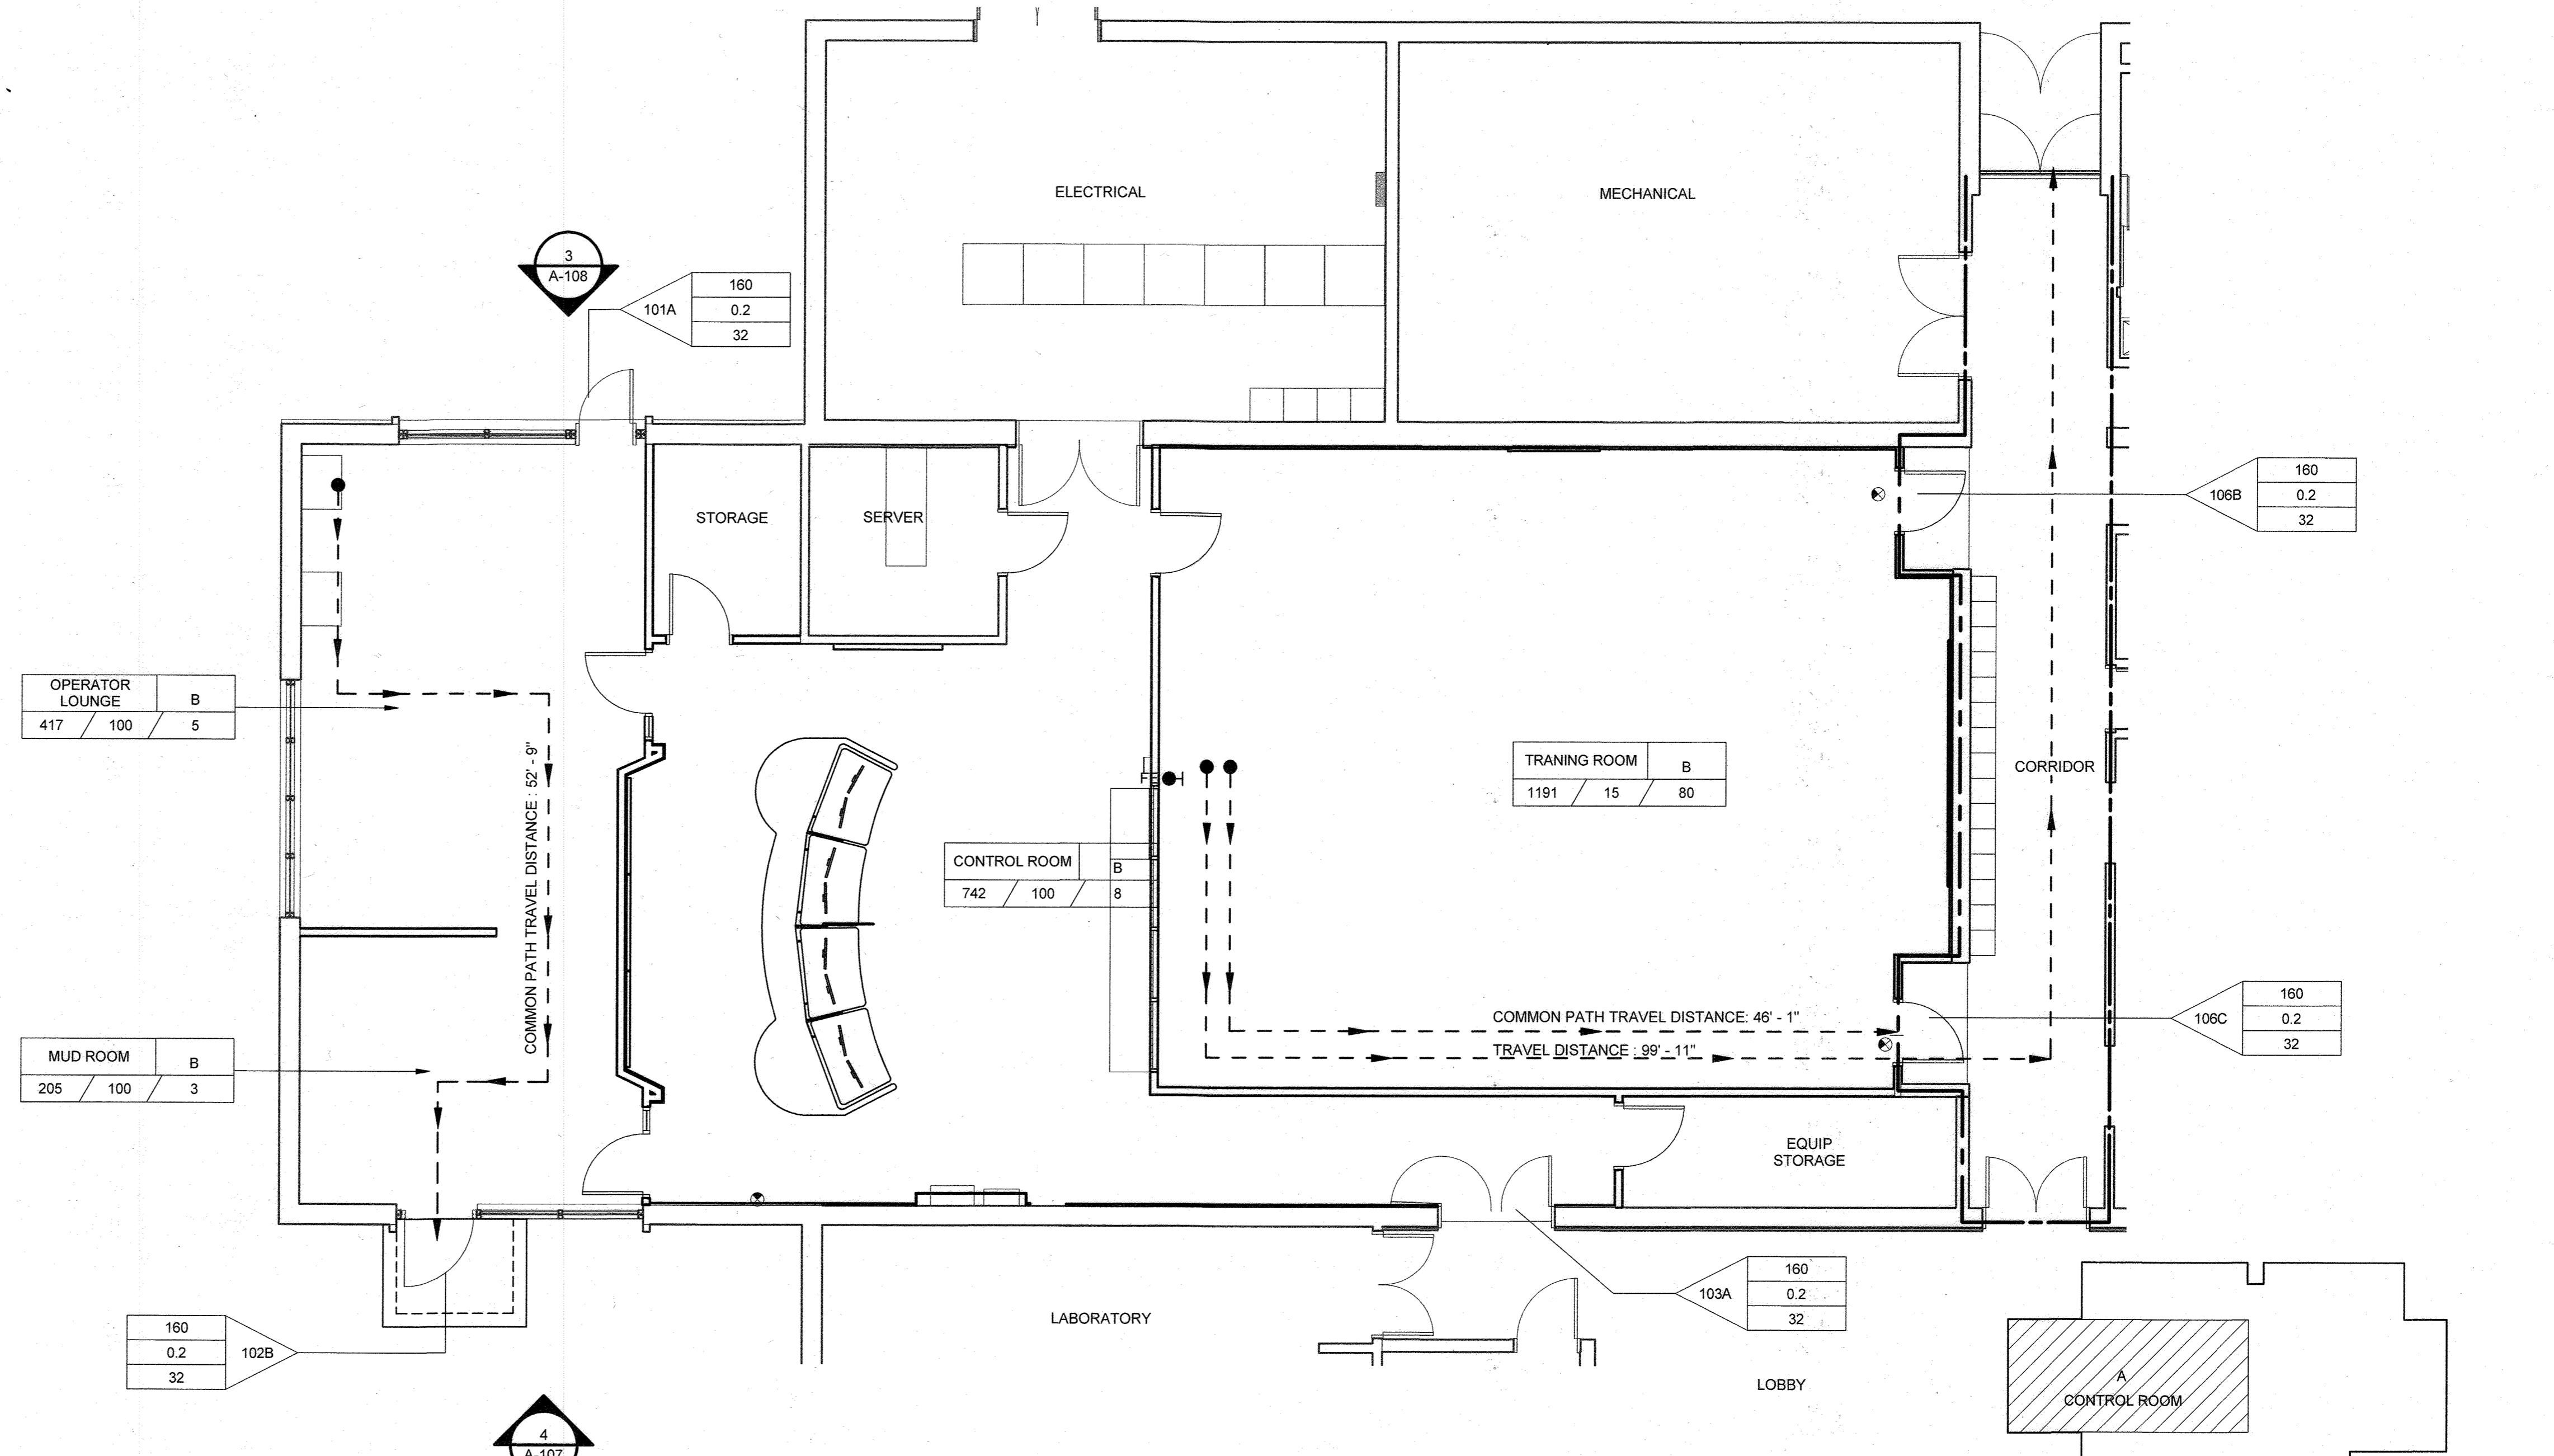 ELECTRICAL
MECHANICAL
3
A-108
101A
160
0.2
32
STORAGE
SERVER
106B
160
0.2
32
OPERATOR
LOUNGE
B
417 / 100 / 5
COMMON PATH TRAVEL DISTANCE : 52' - 9"
TRANING ROOM
B
1191 / 15 / 80
CORRIDOR
CONTROL ROOM
B
742 / 100 / 8
COMMON PATH TRAVEL DISTANCE: 46' - 1"
TRAVEL DISTANCE : 99' - 11"
106C
160
0.2
32
MUD ROOM
B
205 / 100 / 3
EQUIP
STORAGE
103A
160
0.2
32
LABORATORY
160
0.2
32
102B
LOBBY
A
CONTROL ROOM
4
A-107